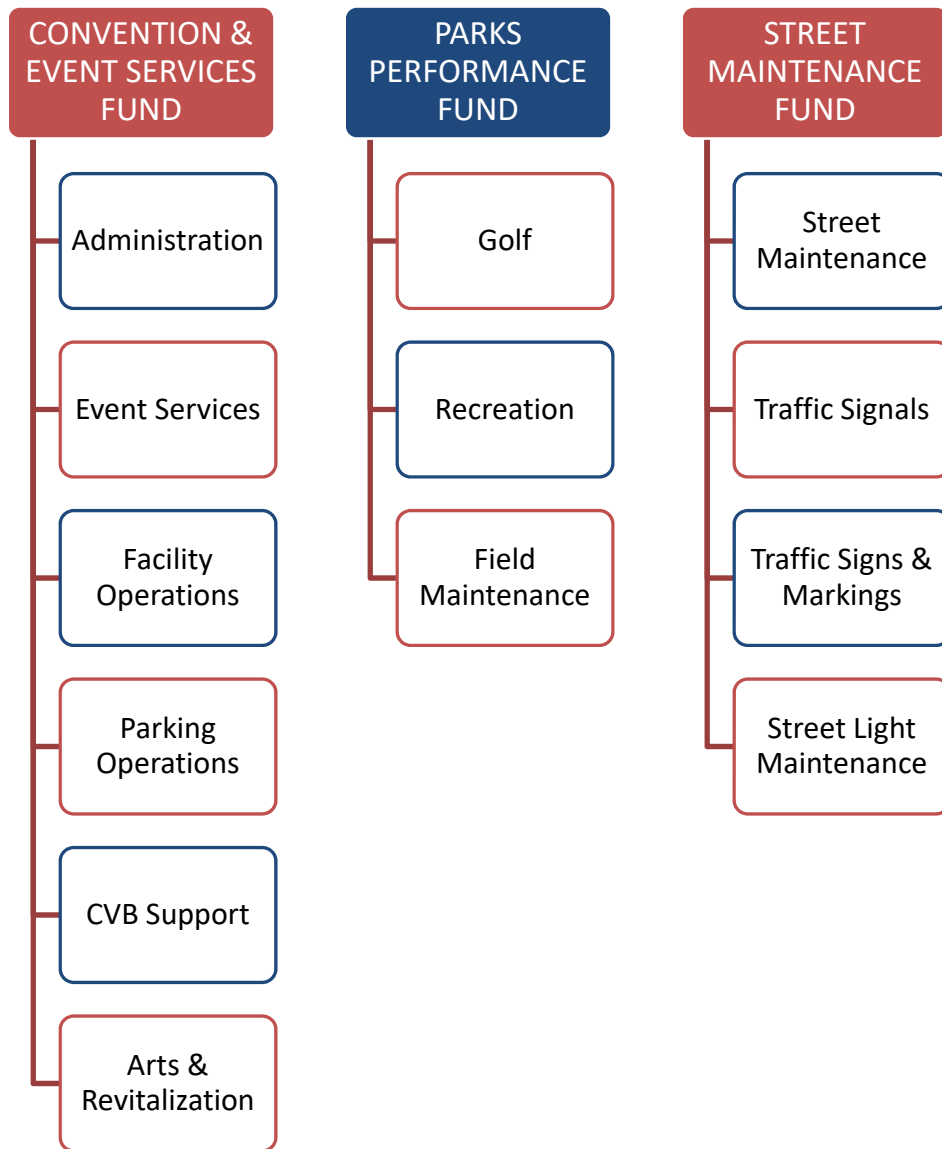 CONVENTION &
EVENT SERVICES
FUND
Administration
Event Services
Facility
Operations
Parking
Operations
CVB Support
Arts &
Revitalization
PARKS
PERFORMANCE
FUND
Golf
Recreation
Field
Maintenance
STREET
MAINTENANCE
FUND
Street
Maintenance
Traffic Signals
Traffic Signs &
Markings
Street Light
Maintenance